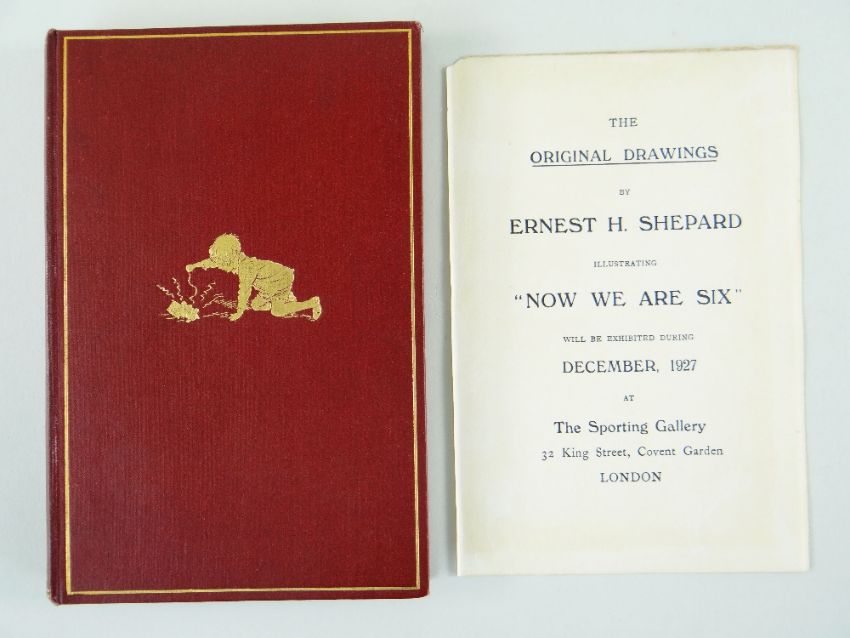 THE
ORIGINAL DRAWINGS
BY
ERNEST H. SHEPARD
ILLUSTRATING
"NOW WE ARE SIX"
WILL BE EXHIBITED DURING
DECEMBER, 1927
AT
The Sporting Gallery
32 King Street, Covent Garden
LONDON